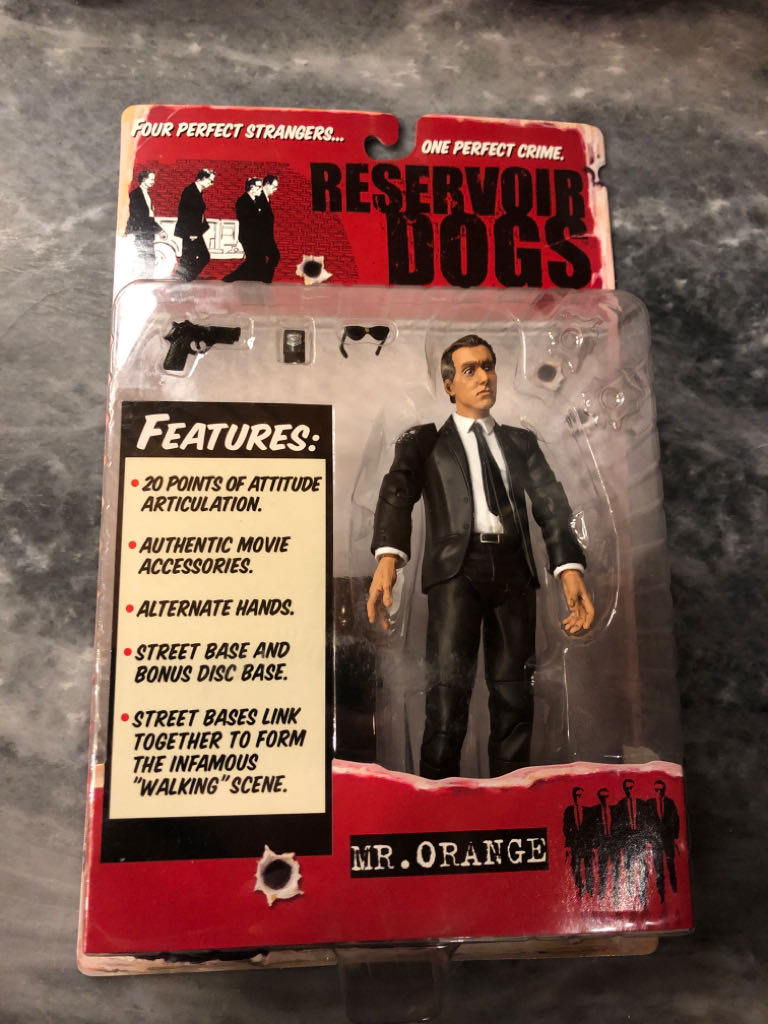 FOUR PERFECT STRANGERS...
ONE PERFECT CRIME.
RESERVOIR
DOGS
FEATURES:
• 20 POINTS OF ATTITUDE
ARTICULATION.
• AUTHENTIC MOVIE
ACCESSORIES.
• ALTERNATE HANDS.
• STREET BASE AND
BONUS DISC BASE.
• STREET BASES LINK
TOGETHER TO FORM
THE INFAMOUS
"WALKING" SCENE.
MR. ORANGE